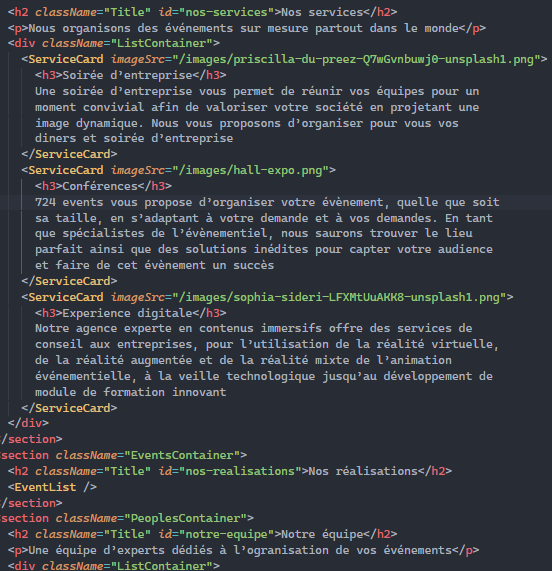 <h2 className="Title" id="nos-services">Nos services</h2>
<p>Nous organisons des événements sur mesure partout dans le monde</p>
<div className="ListContainer">
<ServiceCard imageSrc="/images/priscilla-du-preez-Q7wGvnbuwj0-unsplash1.png">
<h3>Soirée d’entreprise</h3>
Une soirée d’entreprise vous permet de réunir vos équipes pour un
moment convivial afin de valoriser votre société en projetant une
image dynamique. Nous vous proposons d’organiser pour vous vos
diners et soirée d’entreprise
</ServiceCard>
<ServiceCard imageSrc="/images/hall-expo.png">
<h3>Conférences</h3>
724 events vous propose d’organiser votre évènement, quelle que soit
sa taille, en s’adaptant à votre demande et à vos demandes. En tant
que spécialistes de l’évènementiel, nous saurons trouver le lieu
parfait ainsi que des solutions inédites pour capter votre audience
et faire de cet évènement un succès
</ServiceCard>
<ServiceCard imageSrc="/images/sophia-sideri-LFXMtUuAKK8-unsplash1.png">
<h3>Experience digitale</h3>
Notre agence experte en contenus immersifs offre des services de
conseil aux entreprises, pour l’utilisation de la réalité virtuelle,
de la réalité augmentée et de la réalité mixte de l’animation
événementielle, à la veille technologique jusqu’au développement de
module de formation innovant
</ServiceCard>
</div>
</section>
<section className="EventsContainer">
<h2 className="Title" id="nos-realisations">Nos réalisations</h2>
<EventList />
</section>
<section className="PeoplesContainer">
<h2 className="Title" id="notre-equipe">Notre équipe</h2>
<p>Une équipe d’experts dédiés à l’ogranisation de vos événements</p>
<div className="ListContainer">